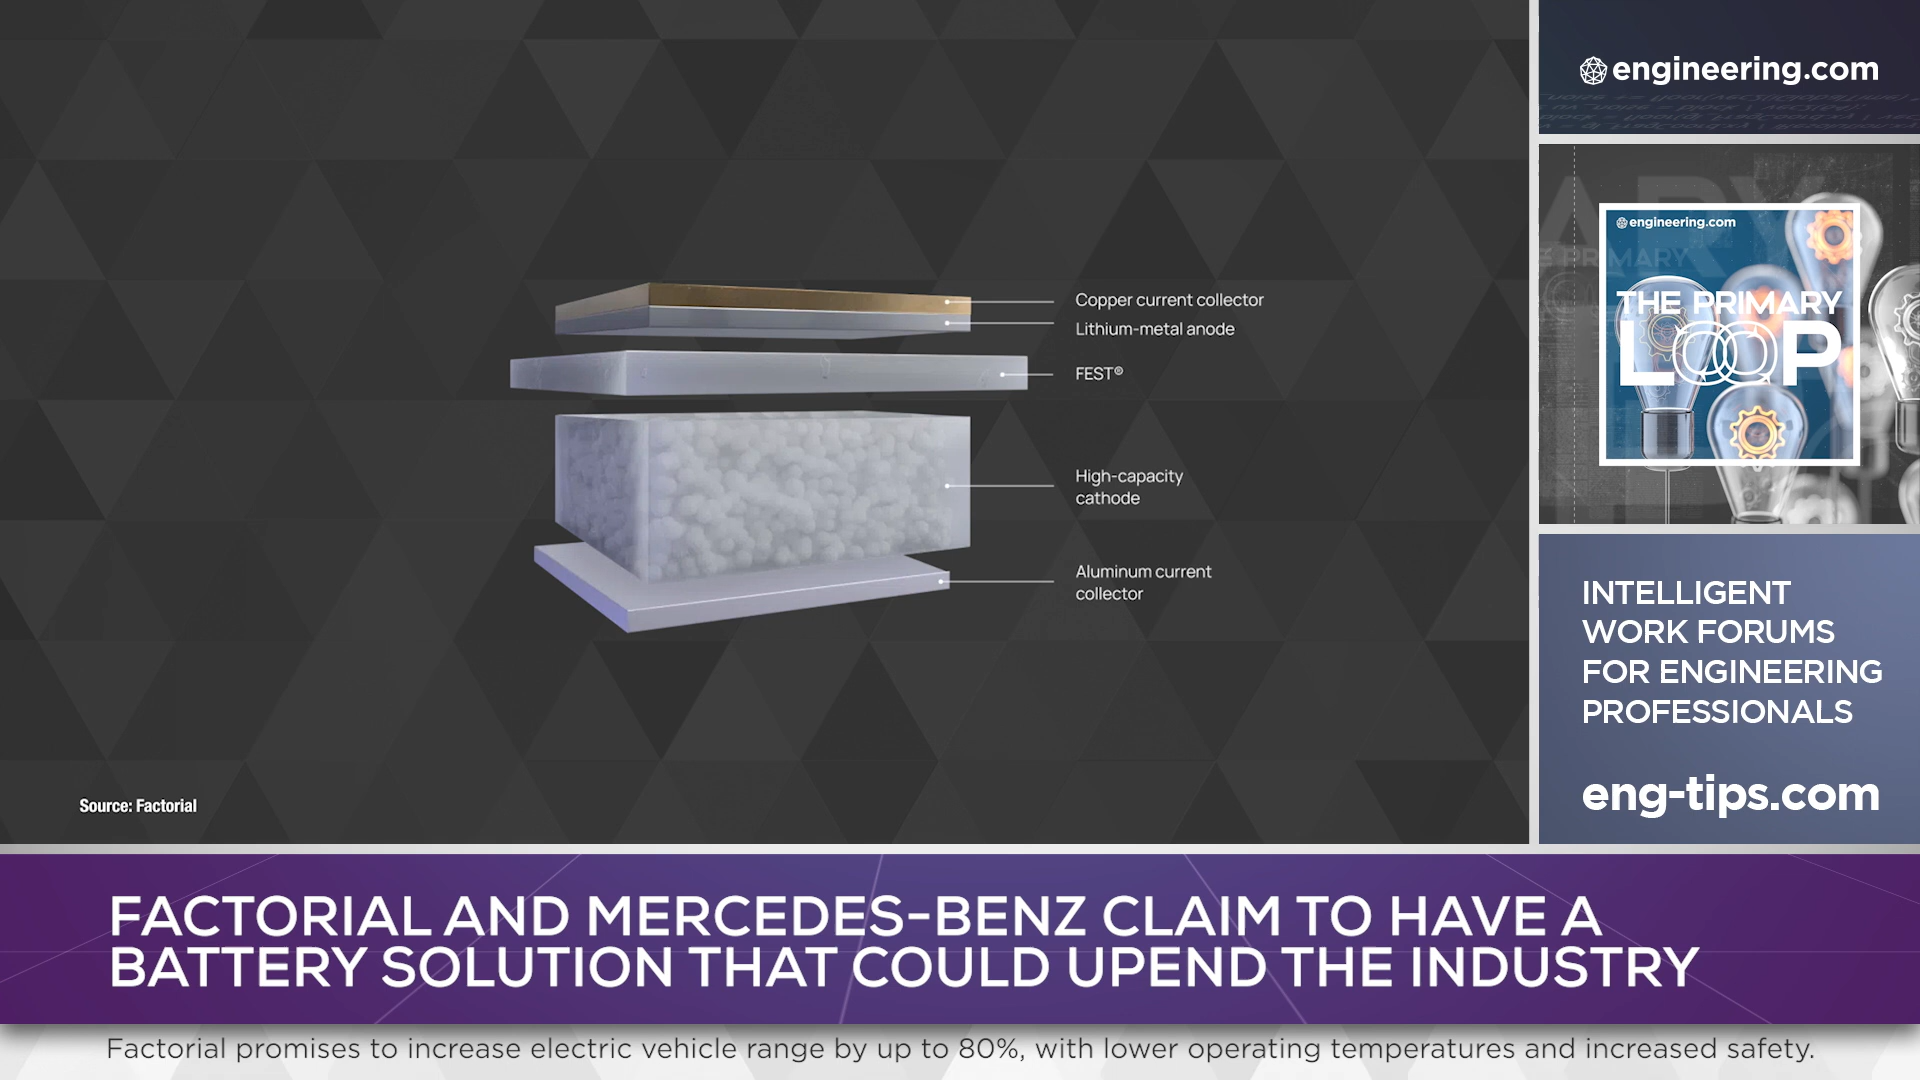 Copper current collector
Lithium-metal anode
FEST®
High-capacity
cathode
Aluminum current
collector
Source: Factorial
engineering.com
engineering.com
THE PRIMARY
LOOP
INTELLIGENT
WORK FORUMS
FOR ENGINEERING
PROFESSIONALS
eng-tips.com
FACTORIAL AND MERCEDES-BENZ CLAIM TO HAVE A
BATTERY SOLUTION THAT COULD UPEND THE INDUSTRY
Factorial promises to increase electric vehicle range by up to 80%, with lower operating temperatures and increased safety.